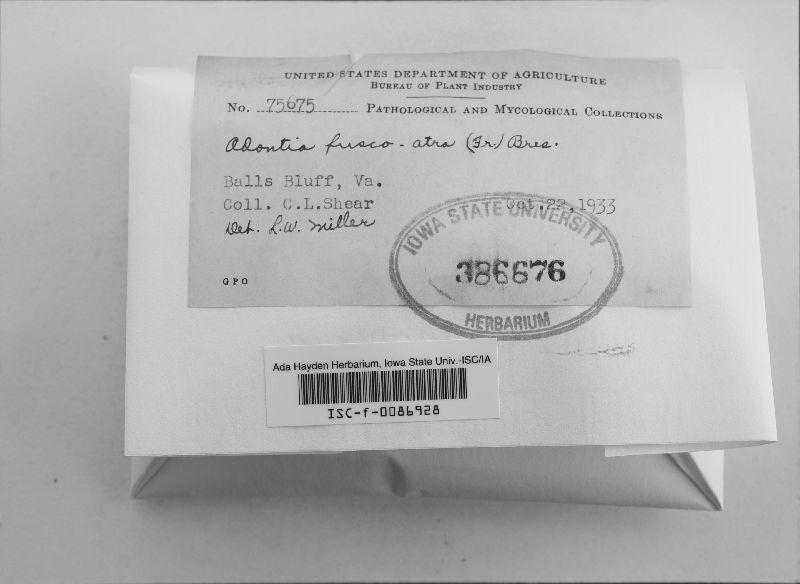 UNITED STATES DEPARTMENT OF AGRICULTURE
BUREAU OF PLANT INDUSTRY
No. 75675 PATHOLOGICAL AND MYCOLOGICAL COLLECTIONS
Odontia fusco-atra (Fr.) Bres.
Balls Bluff, Va.
Coll. C.L.Shear Oct.22,1933
Det. L.W. Miller
GPO
IOWA STATE UNIVERSITY
386676
HERBARIUM
Ada Hayden Herbarium, Iowa State Univ.-ISC/IA
ISC-f-0086928